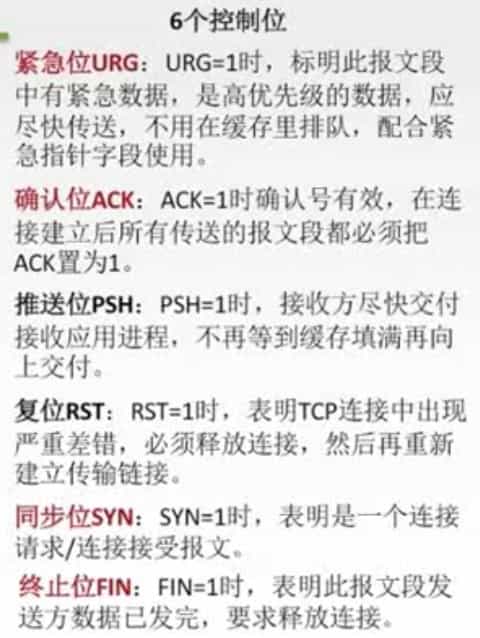 6个控制位
紧急位URG：URG=1时，标明此报文段
中有紧急数据，是高优先级的数据，应
尽快传送，不用在缓存里排队，配合紧
急指针字段使用。
确认位ACK：ACK=1时确认号有效，在连
接建立后所有传送的报文段都必须把
ACK置为1。
推送位PSH：PSH=1时，接收方尽快交付
接收应用进程，不再等到缓存填满再向
上交付。
复位RST：RST=1时，表明TCP连接中出现
严重差错，必须释放连接，然后再重新
建立传输链接。
同步位SYN：SYN=1时，表明是一个连接
请求/连接接受报文。
终止位FIN：FIN=1时，表明此报文段发
送方数据已发完，要求释放连接。